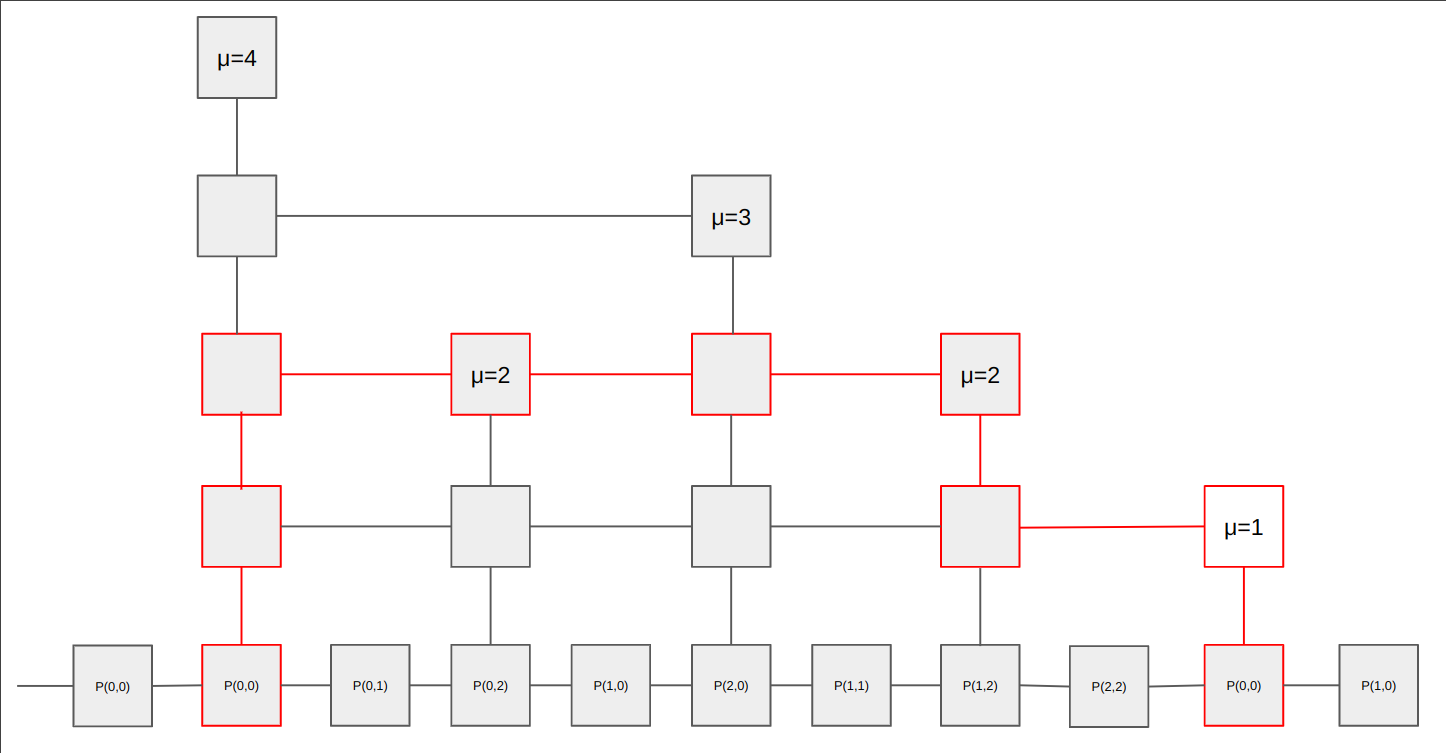 μ=4
μ=3
μ=2
μ=2
μ=1
P(0,0)
P(0,0)
P(0,1)
P(0,2)
P(1,0)
P(2,0)
P(1,1)
P(1,2)
P(2,2)
P(0,0)
P(1,0)